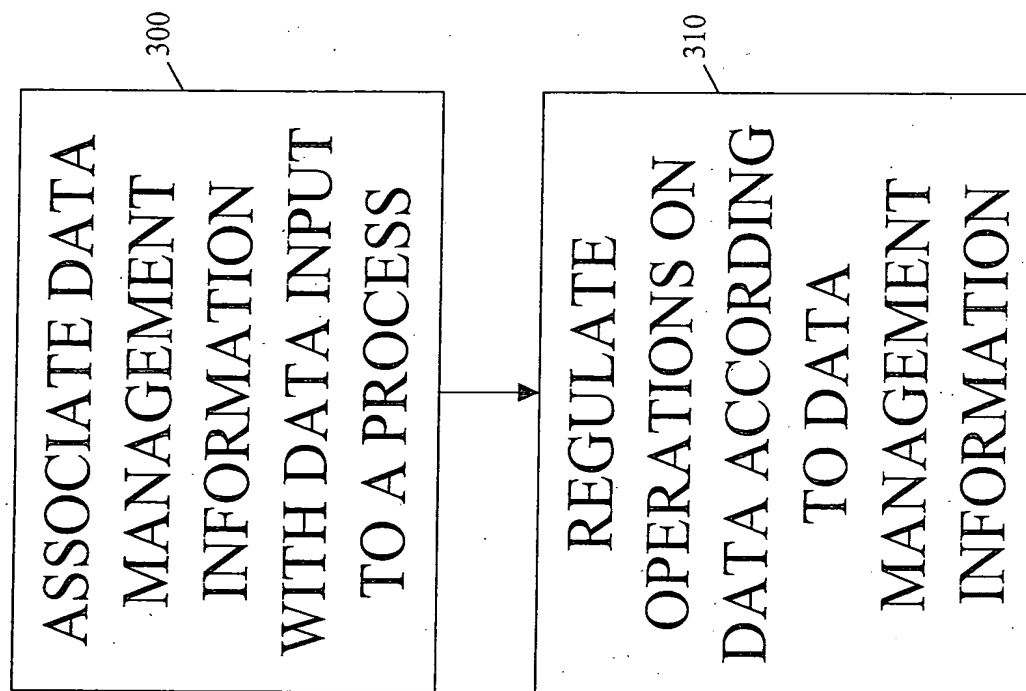 300
ASSOCIATE DATA
MANAGEMENT
INFORMATION
WITH DATA INPUT
TO A PROCESS
310
REGULATE
OPERATIONS ON
DATA ACCORDING
TO DATA
MANAGEMENT
INFORMATION